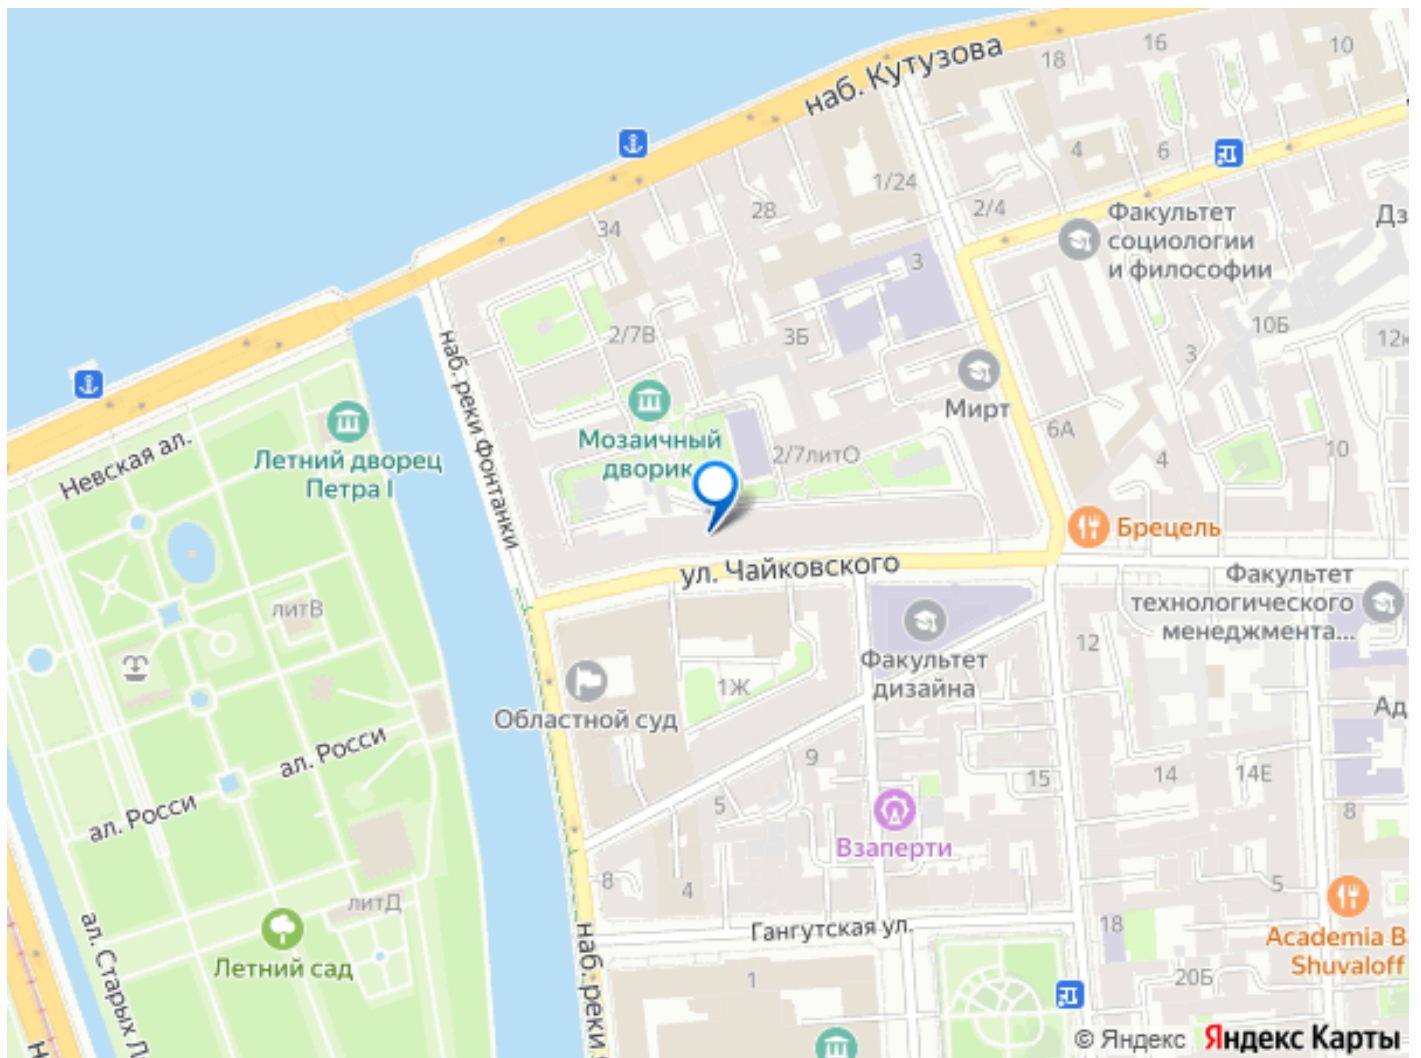 наб. Кутузова
18
16
10
4
6
1/24
2/4
34
28
Факультет
социологии
и философии
3
наб. реки Фонтанки
2/7В
3Б
10Б
3
Мирт
6А
Мозаичный
дворик
2/7литО
4
10
Невская ал.
Летний дворец
Петра I
Брецель
ул. Чайковского
Факультет
технологического
менеджмента...
литВ
Факультет
дизайна
12
1Ж
Областной суд
ал. Росси
ал. Росси
9
5
15
14
14Е
8
Взаперти
8
4
5
литД
Летний сад
Гангутская ул.
18
Academia B
Shuvaloff
20Б
1
ал. Старых Л
наб. реки
© Яндекс Яндекс Карты